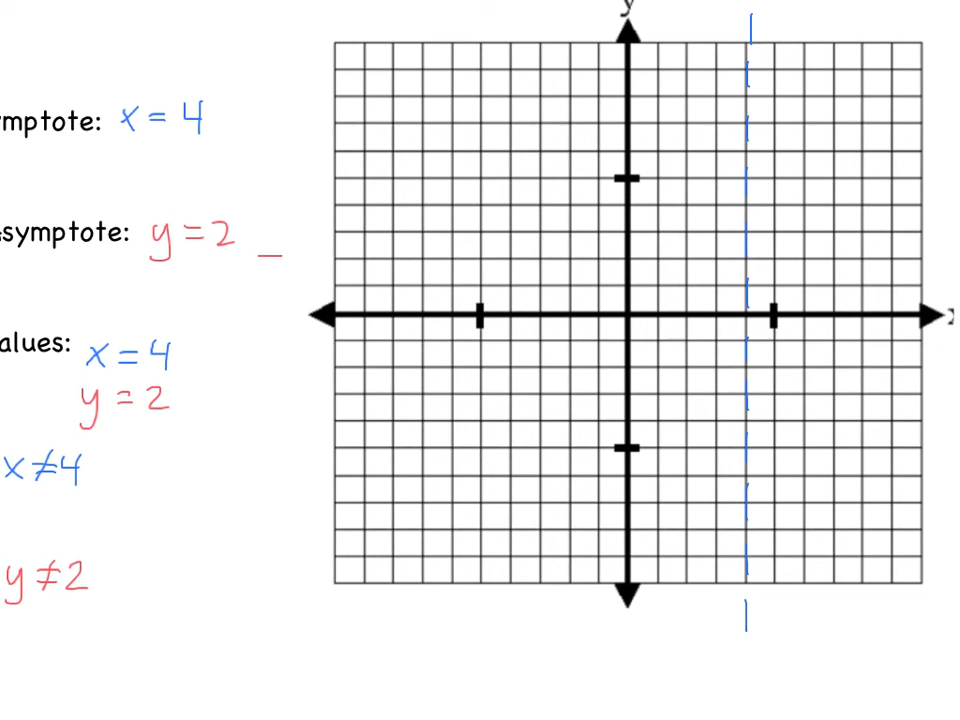 y
mptote: x = 4
symptote: y = 2
alues: x = 4
y = 2
x ≠ 4
y ≠ 2